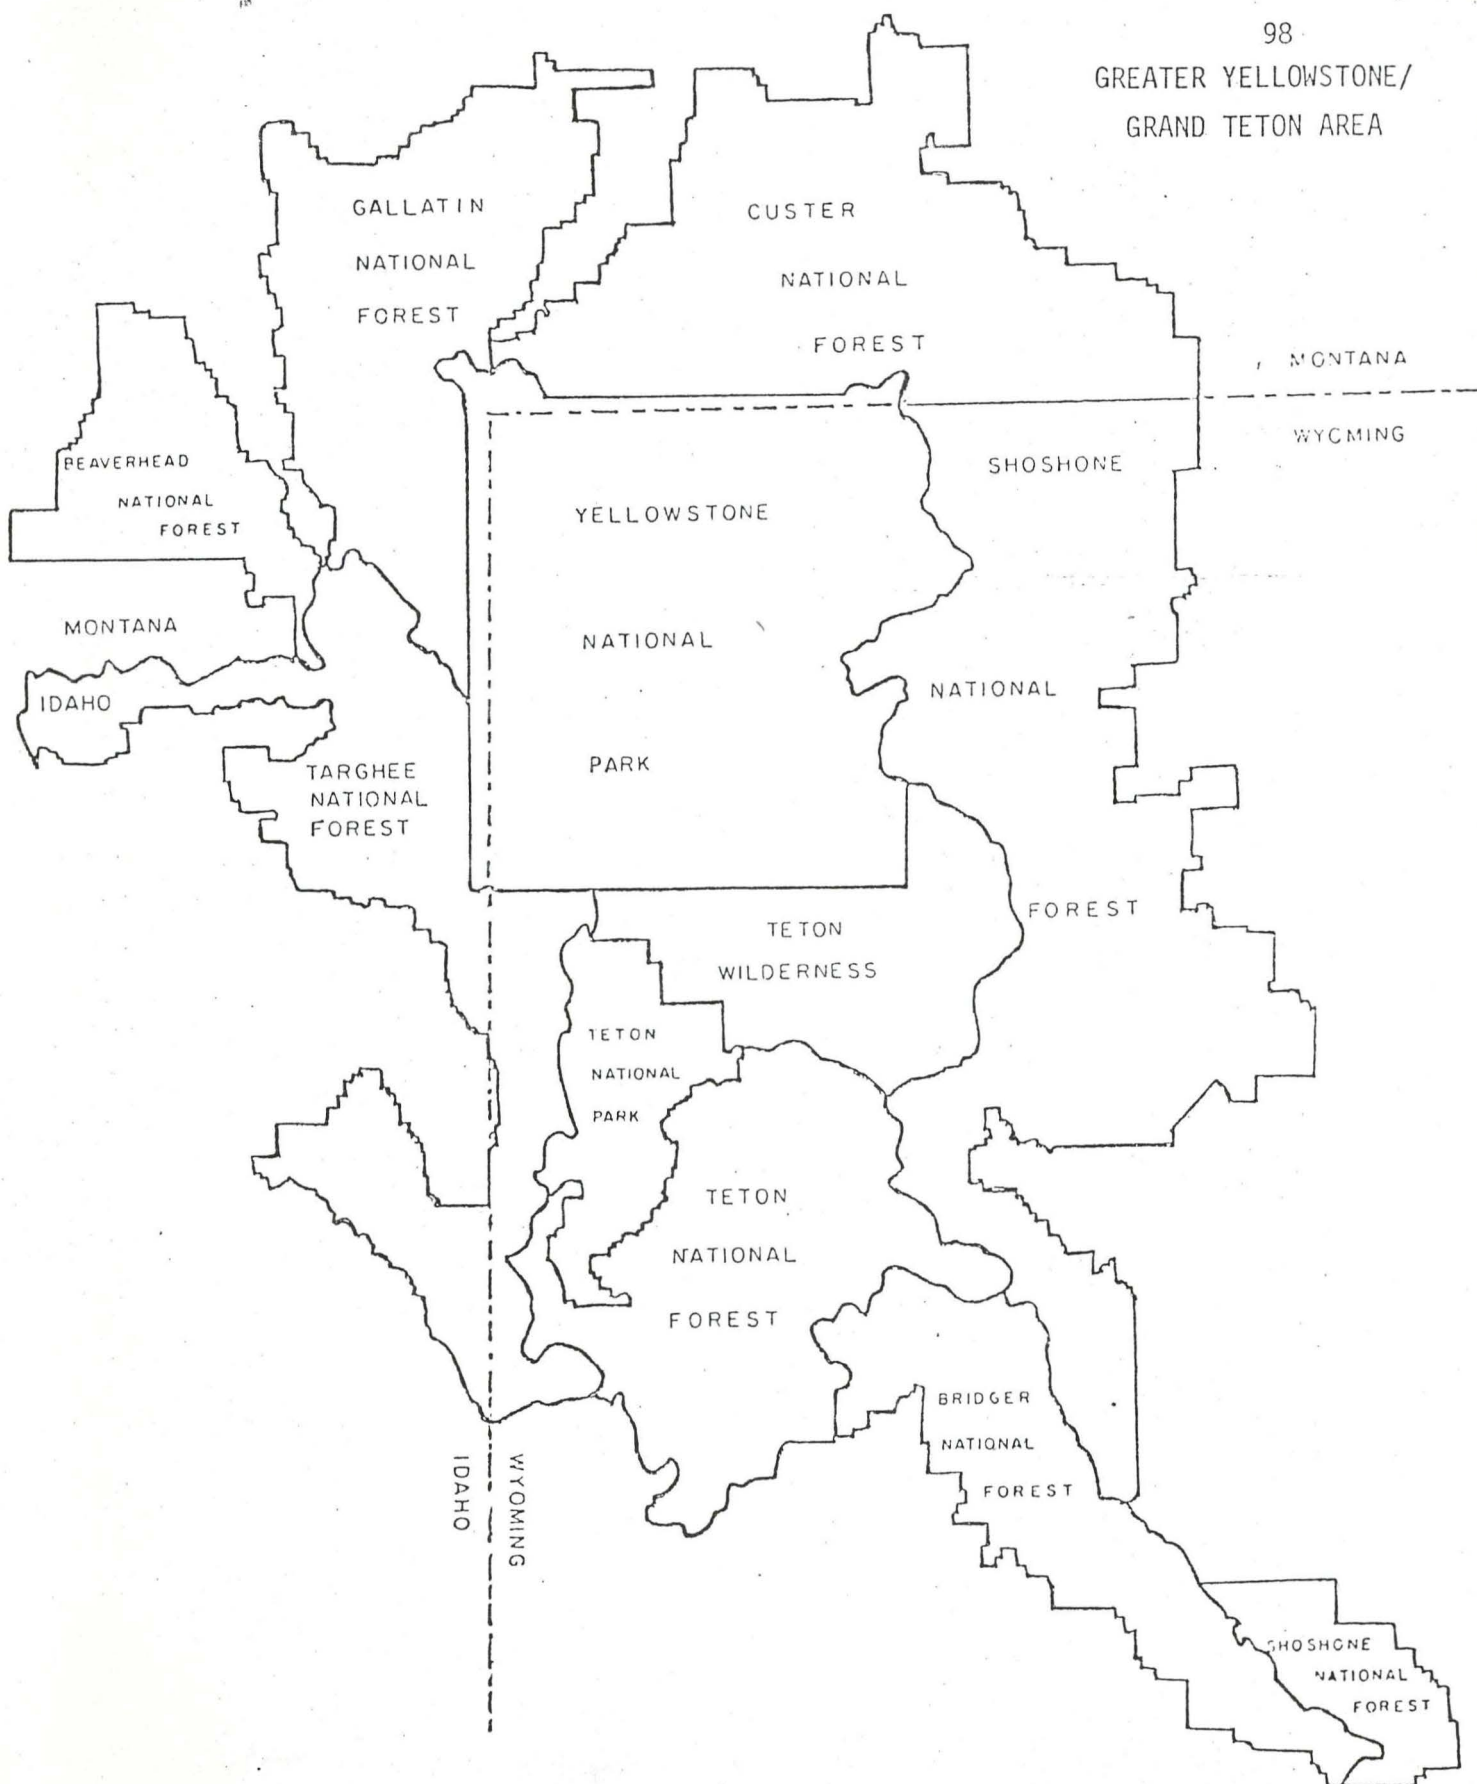 98
GREATER YELLOWSTONE/
GRAND TETON AREA
GALLATIN
NATIONAL
FOREST
CUSTER
NATIONAL
FOREST
MONTANA
WYOMING
BEAVERHEAD
NATIONAL
FOREST
SHOSHONE
NATIONAL
FOREST
YELLOWSTONE
NATIONAL
PARK
MONTANA
IDAHO
TARGHEE
NATIONAL
FOREST
TETON
WILDERNESS
TETON
NATIONAL
PARK
TETON
NATIONAL
FOREST
BRIDGER
NATIONAL
FOREST
IDAHO
WYOMING
SHOSHONE
NATIONAL
FOREST